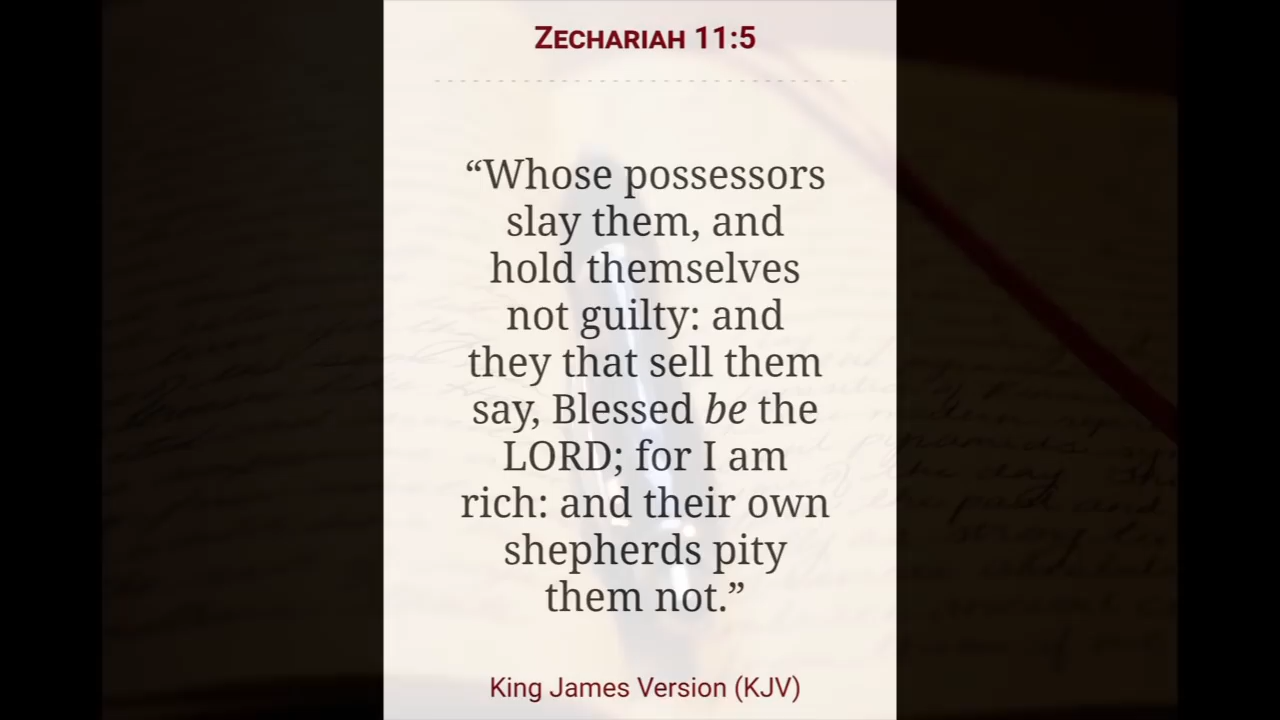 ZECHARIAH 11:5
“Whose possessors
slay them, and
hold themselves
not guilty: and
they that sell them
say, Blessed be the
LORD; for I am
rich: and their own
shepherds pity
them not.”
King James Version (KJV)